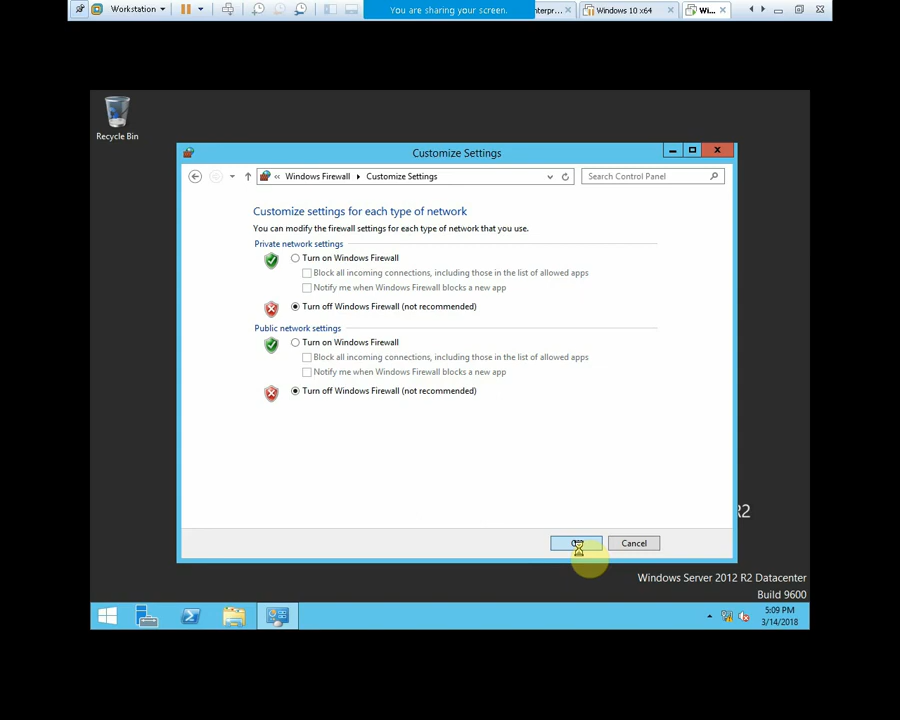 Workstation
You are sharing your screen.
terpr...
Windows 10 x64
Wi...
Recycle Bin
Customize Settings
« Windows Firewall Customize Settings
Search Control Panel
Customize settings for each type of network
You can modify the firewall settings for each type of network that you use.
Private network settings
Turn on Windows Firewall
Block all incoming connections, including those in the list of allowed apps
Notify me when Windows Firewall blocks a new app
Turn off Windows Firewall (not recommended)
Public network settings
Turn on Windows Firewall
Block all incoming connections, including those in the list of allowed apps
Notify me when Windows Firewall blocks a new app
Turn off Windows Firewall (not recommended)
R2
Cancel
Windows Server 2012 R2 Datacenter
Build 9600
5:09 PM
3/14/2018